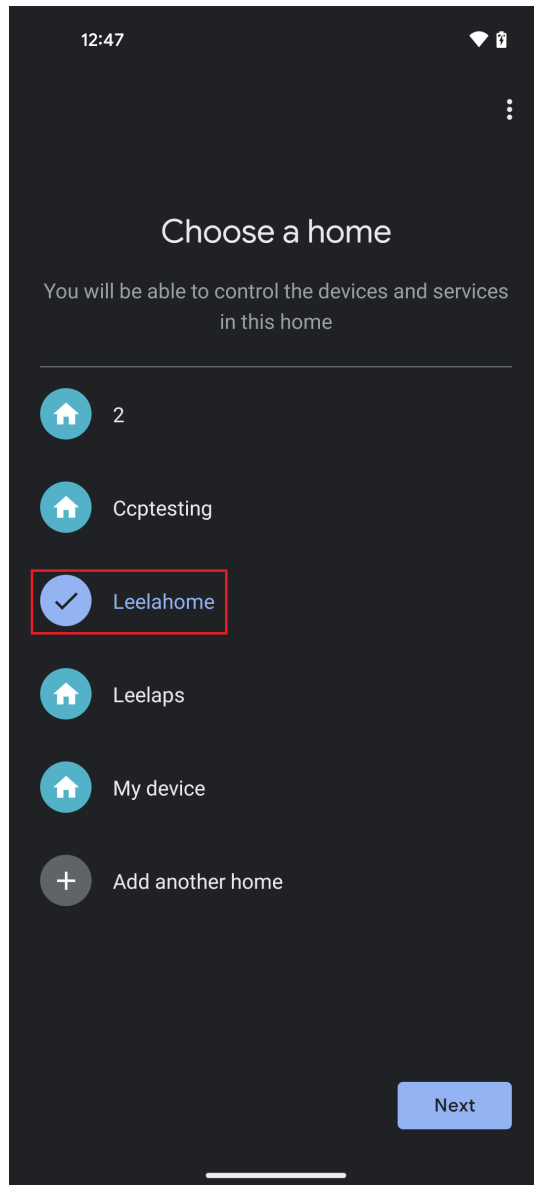 12:47
Choose a home
You will be able to control the devices and services
in this home
2
Ccptesting
Leelahome
Leelaps
My device
Add another home
Next